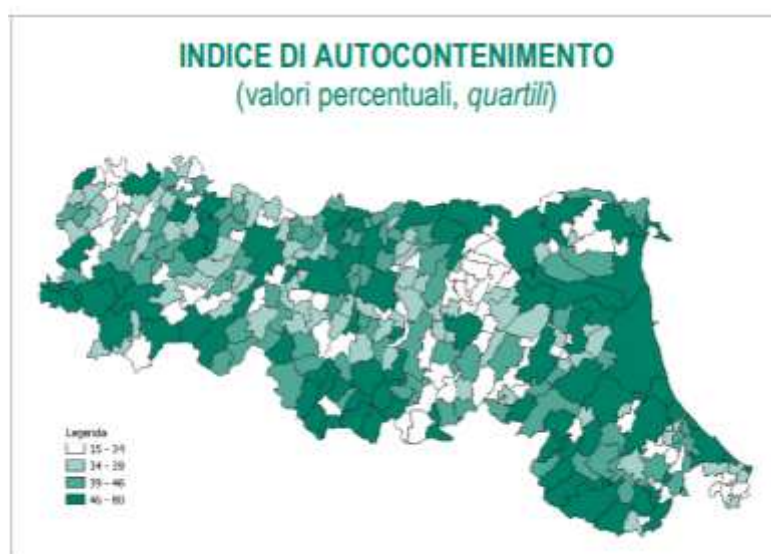 INDICE DI AUTOCONTENIMENTO
(valori percentuali, quartili)
Legenda
15 - 34
34 - 39
39 - 46
46 - 80